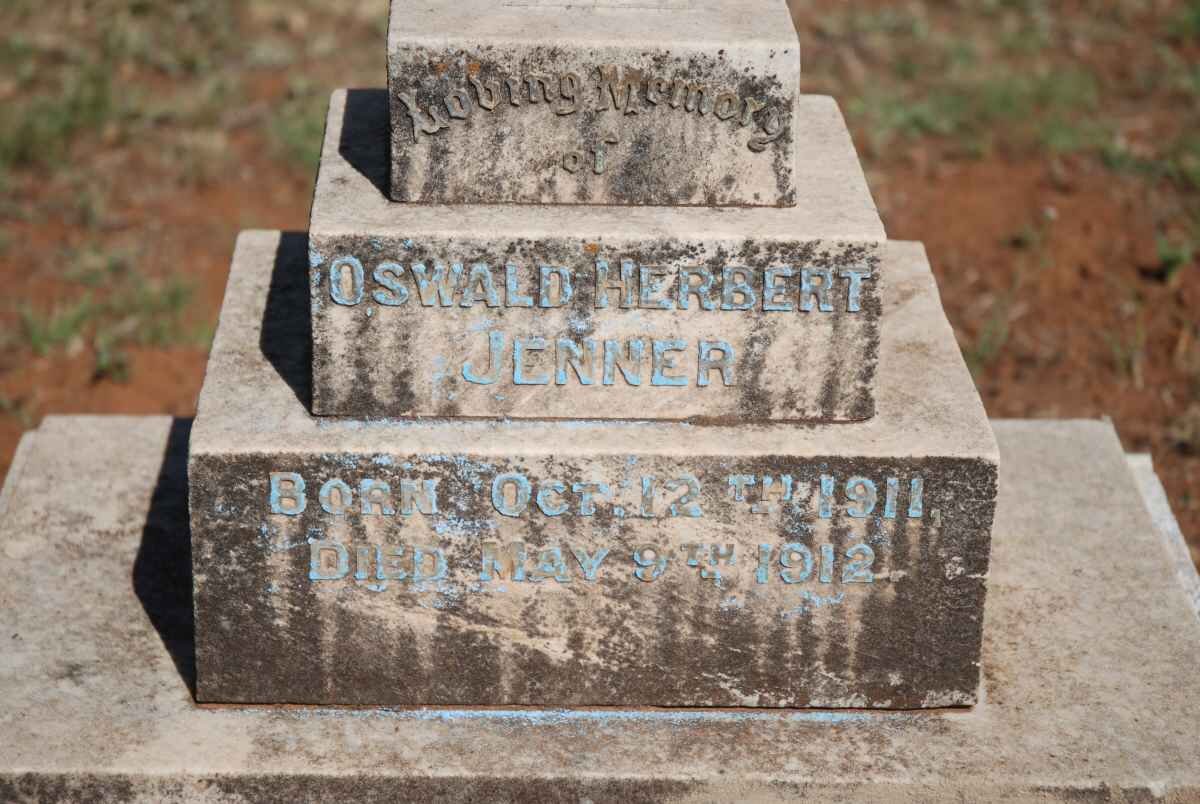 Loving Memory
of
OSWALD HERBERT
JENNER
BORN OCT. 12TH 1911,
DIED MAY 9TH 1912.